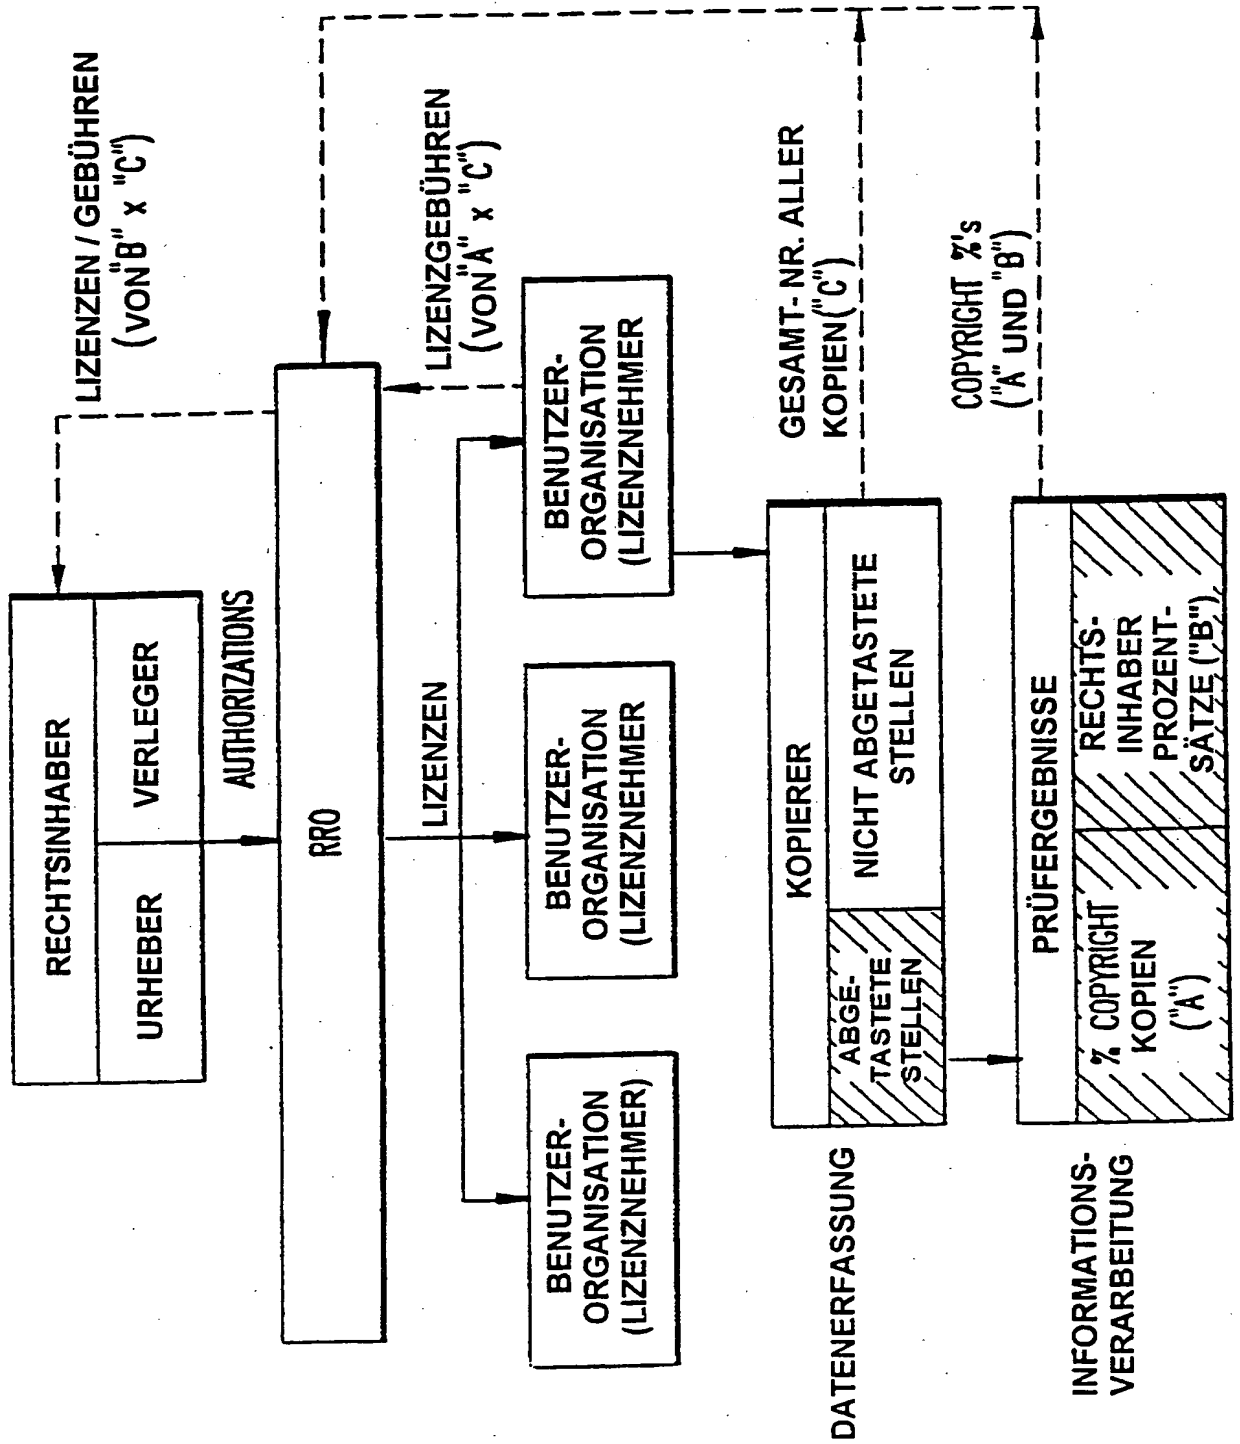 RECHTSINHABER
URHEBER
VERLEGER
LIZENZEN / GEBÜHREN
(VON"B" x "C")
AUTHORIZATIONS
RRO
LIZENZEN
LIZENZGEBÜHREN
(VON"A" x "C")
BENUTZER-
ORGANISATION
(LIZENZNEHMER)
BENUTZER-
ORGANISATION
(LIZENZNEHMER
BENUTZER-
ORGANISATION
(LIZENZNEHMER
DATENERFASSUNG
KOPIERER
ABGE-
TASTETE
STELLEN
NICHT ABGETASTETE
STELLEN
GESAMT- NR. ALLER
KOPIEN("C")
INFORMATIONS-
VERARBEITUNG
PRÜFERGEBNISSE
% COPYRIGHT
KOPIEN
("A")
RECHTS-
INHABER
PROZENT-
SÄTZE ("B")
COPYRIGHT %'s
("A" UND "B")